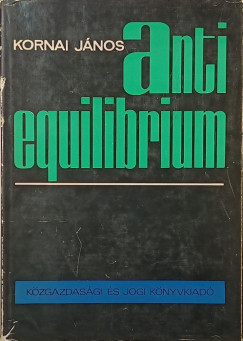 KORNAI JÁNOS
anti
equilibrium
KÖZGAZDASÁGI ÉS JOGI KÖNYVKIADÓ